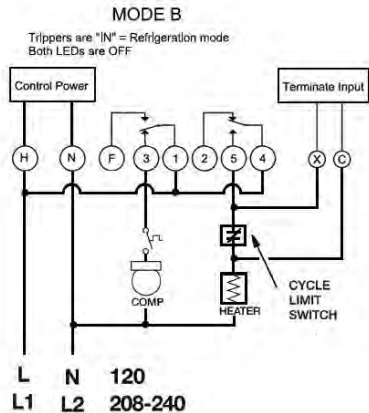 MODE B
Trippers are "IN" = Refrigeration mode
Both LEDs are OFF
Control Power
Terminate Input
H N F 3 1 2 5 4 X C
COMP
HEATER
CYCLE
LIMIT
SWITCH
L N 120
L1 L2 208-240